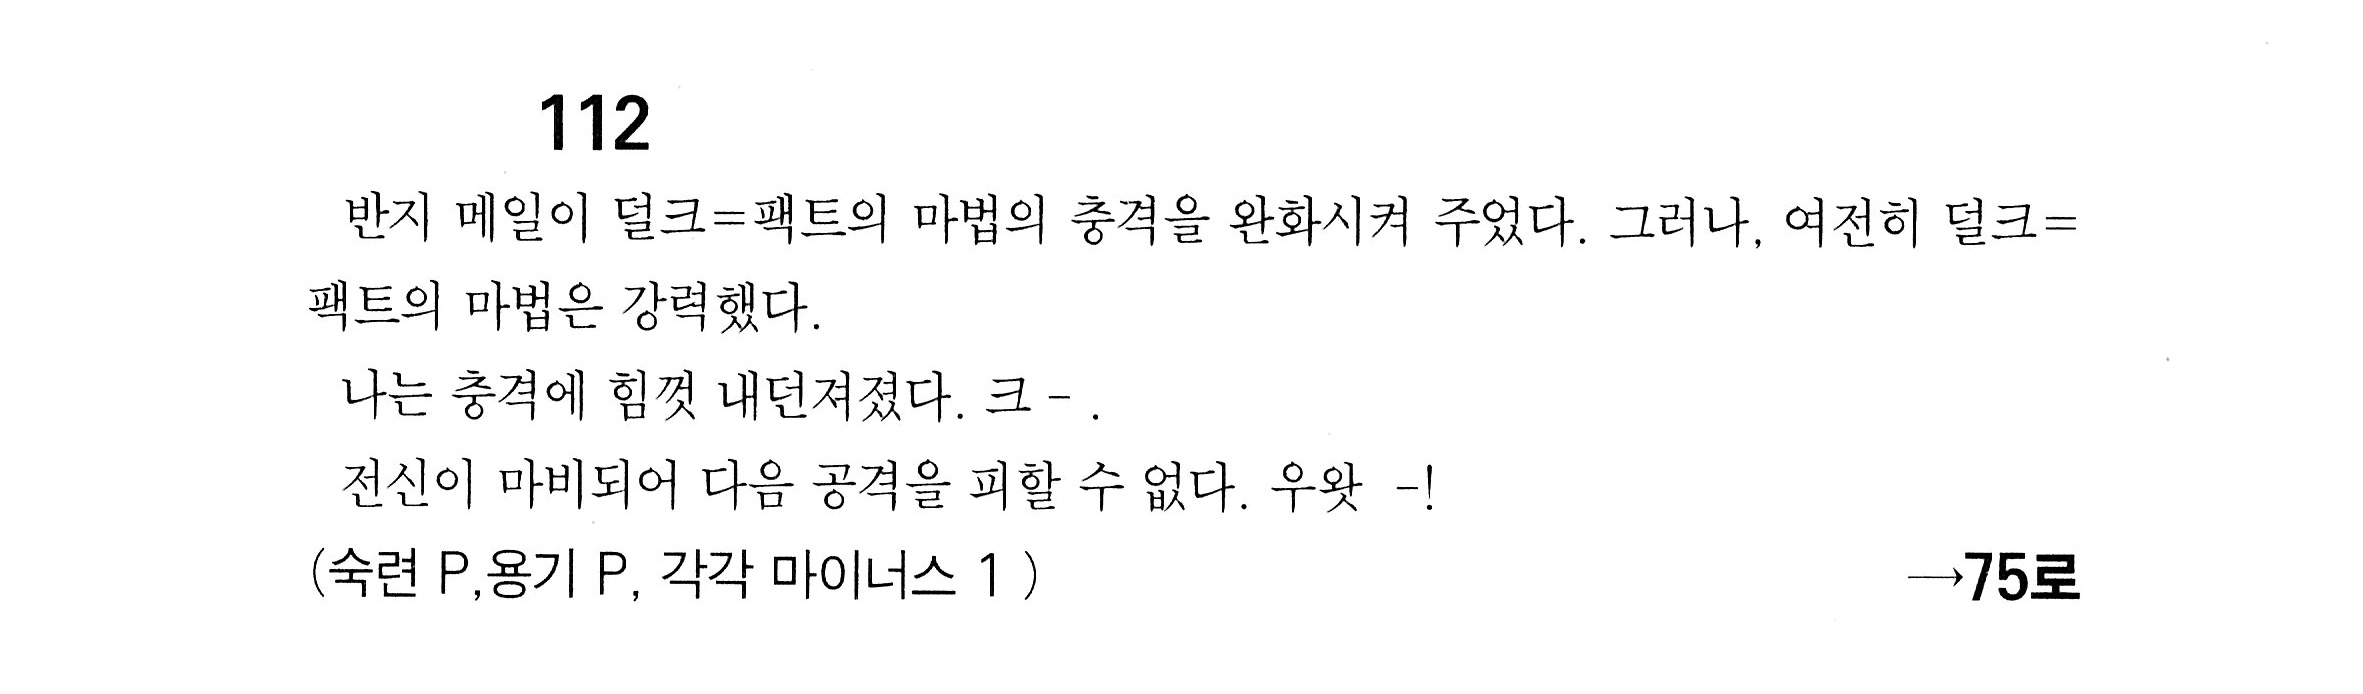 112
반지 메일이 덜크=팩트의 마법의 충격을 완화시켜 주었다. 그러나, 여전히 덜크=
팩트의 마법은 강력했다.
나는 충격에 힘껏 내던져졌다. 크 - .
전신이 마비되어 다음 공격을 피할 수 없다. 우왓 -!
(숙련 P,용기 P, 각각 마이너스 1 ) →75로